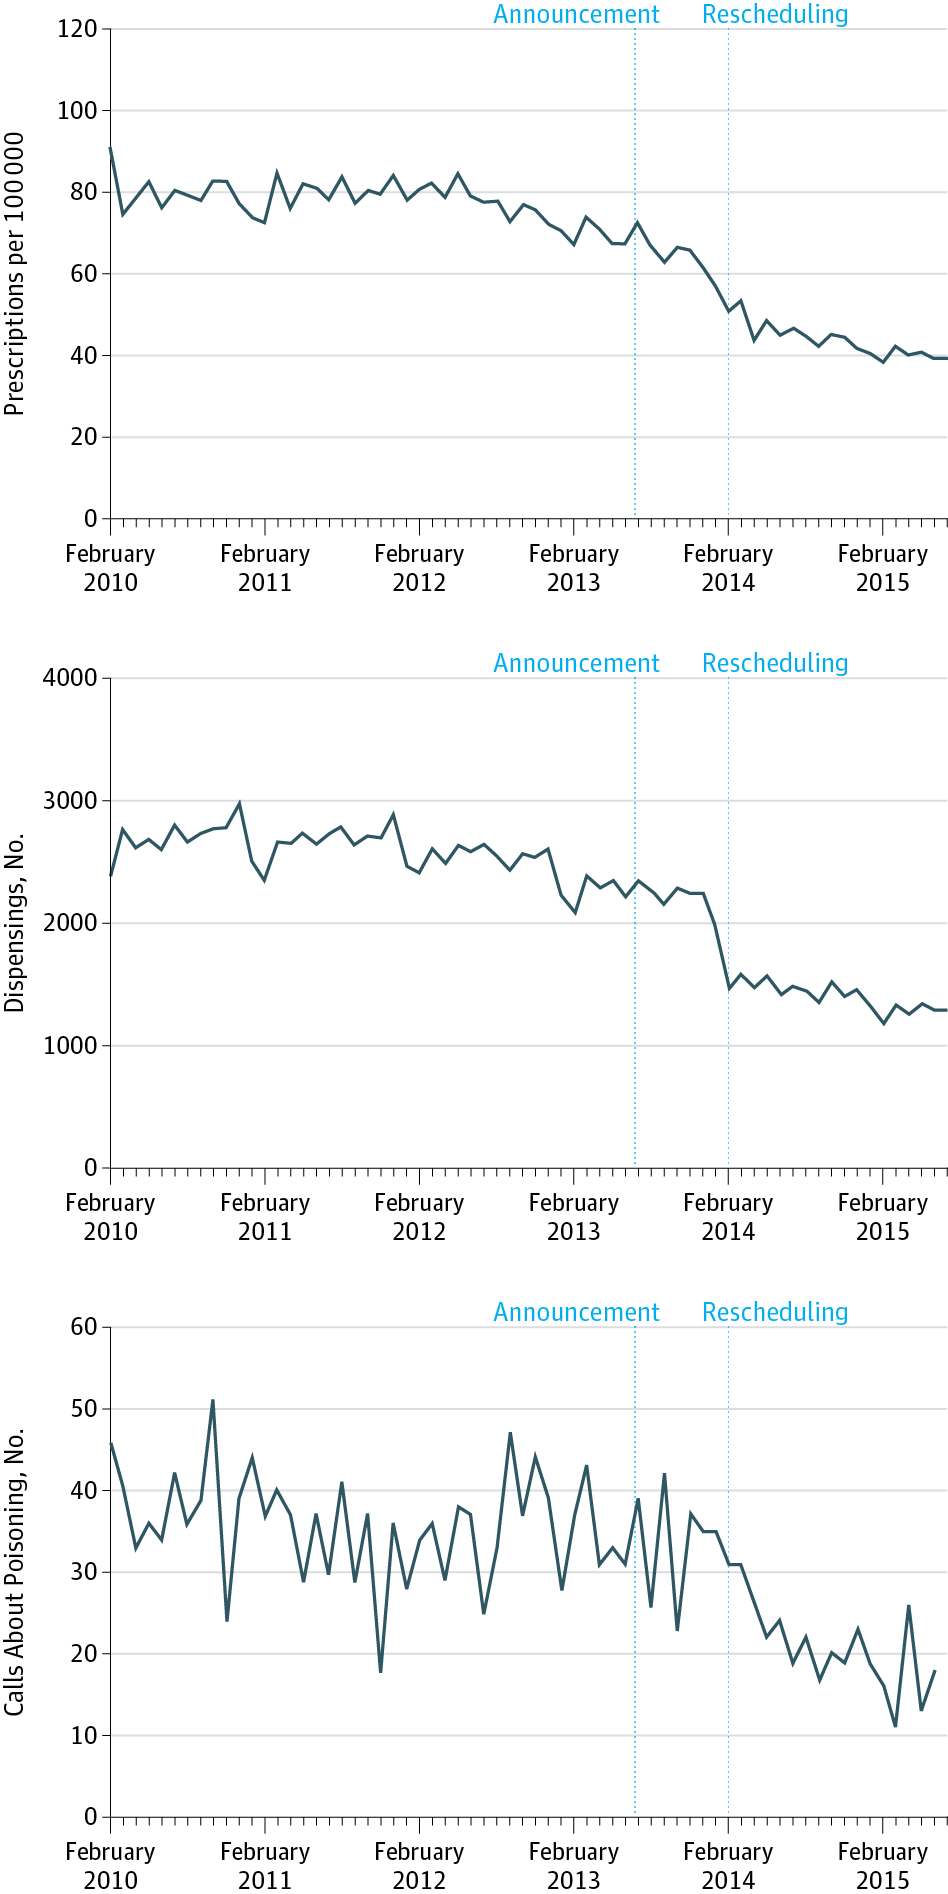 Announcement Rescheduling
120
100
80
60
40
20
0
Prescriptions per 100 000
February February February February February February
2010 2011 2012 2013 2014 2015
Announcement Rescheduling
4000
3000
2000
1000
0
Dispensings, No.
February February February February February February
2010 2011 2012 2013 2014 2015
Announcement Rescheduling
60
50
40
30
20
10
0
Calls About Poisoning, No.
February February February February February February
2010 2011 2012 2013 2014 2015